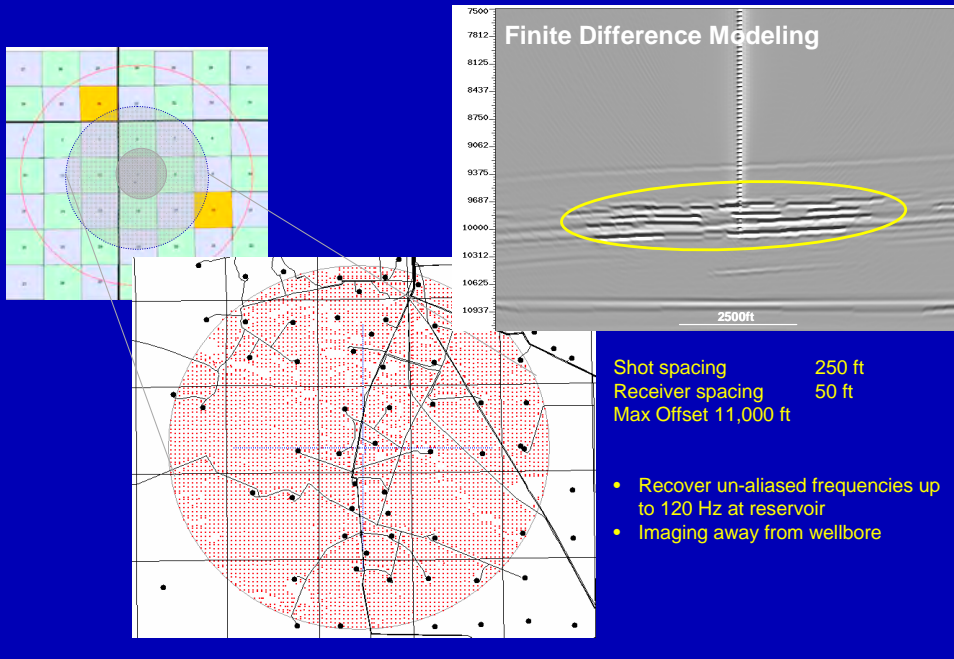 Finite Difference Modeling
7500
7812
8125
8437
8750
9062
9375
9687
10000
10312
10625
10937
2500ft
Shot spacing 250 ft
Receiver spacing 50 ft
Max Offset 11,000 ft
• Recover un-aliased frequencies up
to 120 Hz at reservoir
• Imaging away from wellbore